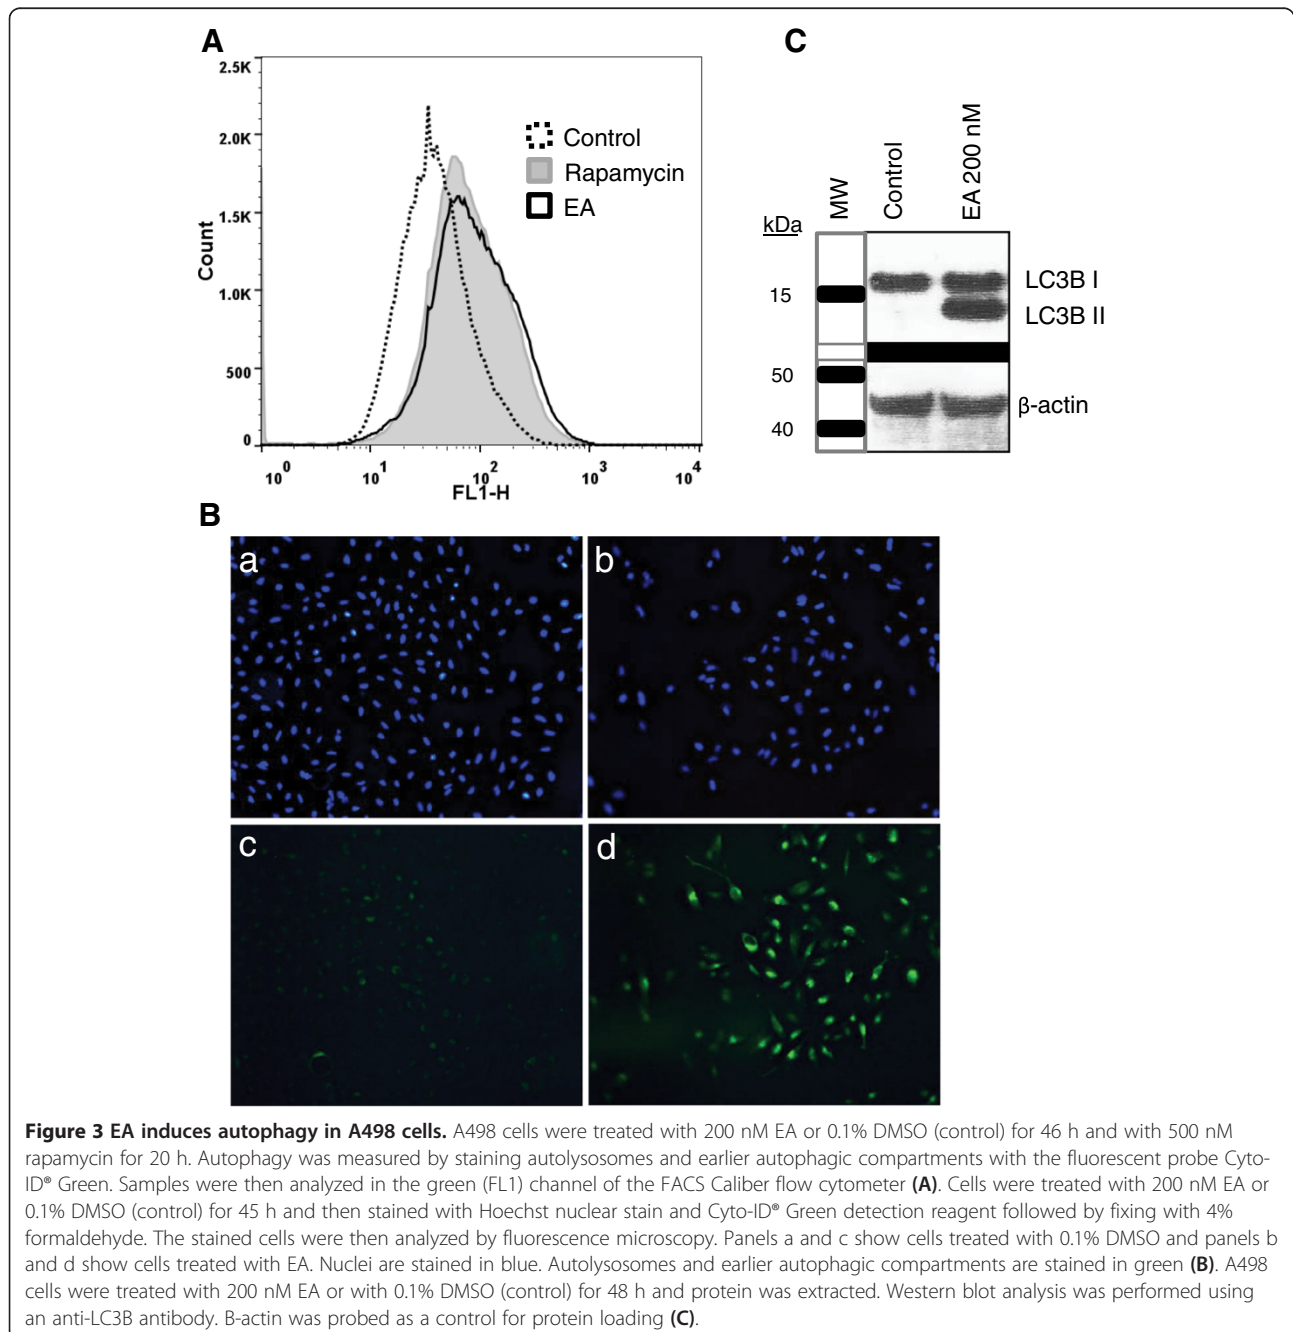 A
2.5K
2.0K
1.5K
1.0K
500
0
Count
10^0
10^1
10^2
10^3
10^4
FL1-H
Control
Rapamycin
EA
C
kDa
MW
Control
EA 200 nM
15
50
40
LC3B I
LC3B II
β-actin
B
a
b
c
d
Figure 3 EA induces autophagy in A498 cells. A498 cells were treated with 200 nM EA or 0.1% DMSO (control) for 46 h and with 500 nM
rapamycin for 20 h. Autophagy was measured by staining autolysosomes and earlier autophagic compartments with the fluorescent probe Cyto-
ID® Green. Samples were then analyzed in the green (FL1) channel of the FACS Caliber flow cytometer (A). Cells were treated with 200 nM EA or
0.1% DMSO (control) for 45 h and then stained with Hoechst nuclear stain and Cyto-ID® Green detection reagent followed by fixing with 4%
formaldehyde. The stained cells were then analyzed by fluorescence microscopy. Panels a and c show cells treated with 0.1% DMSO and panels b
and d show cells treated with EA. Nuclei are stained in blue. Autolysosomes and earlier autophagic compartments are stained in green (B). A498
cells were treated with 200 nM EA or with 0.1% DMSO (control) for 48 h and protein was extracted. Western blot analysis was performed using
an anti-LC3B antibody. B-actin was probed as a control for protein loading (C).